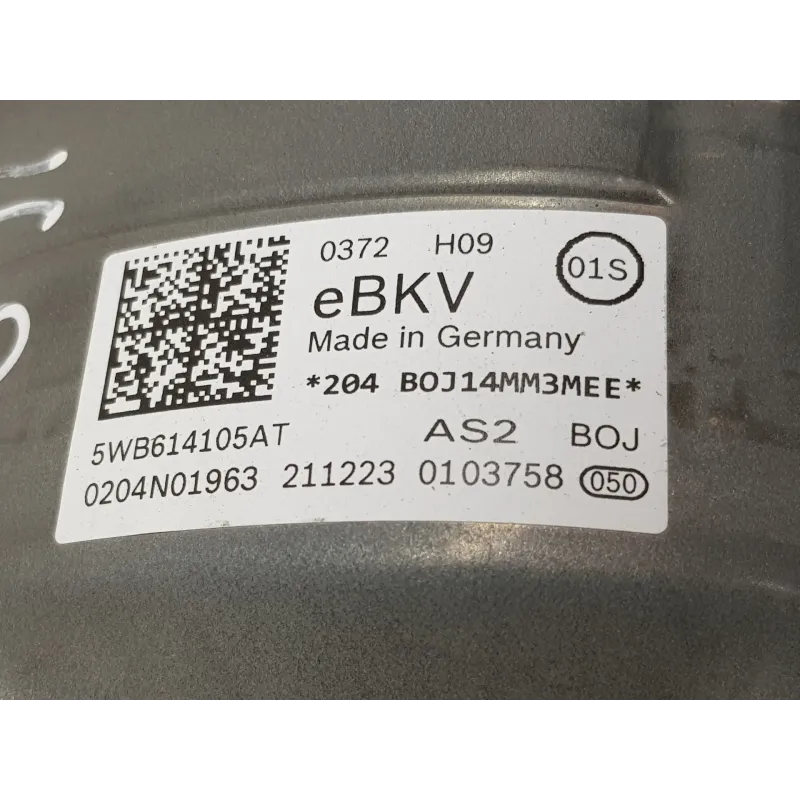 0372 H09
01S
eBKV
Made in Germany
*204 BOJ14MM3MEE*
5WB614105AT AS2 BOJ
0204N01963 211223 0103758 050